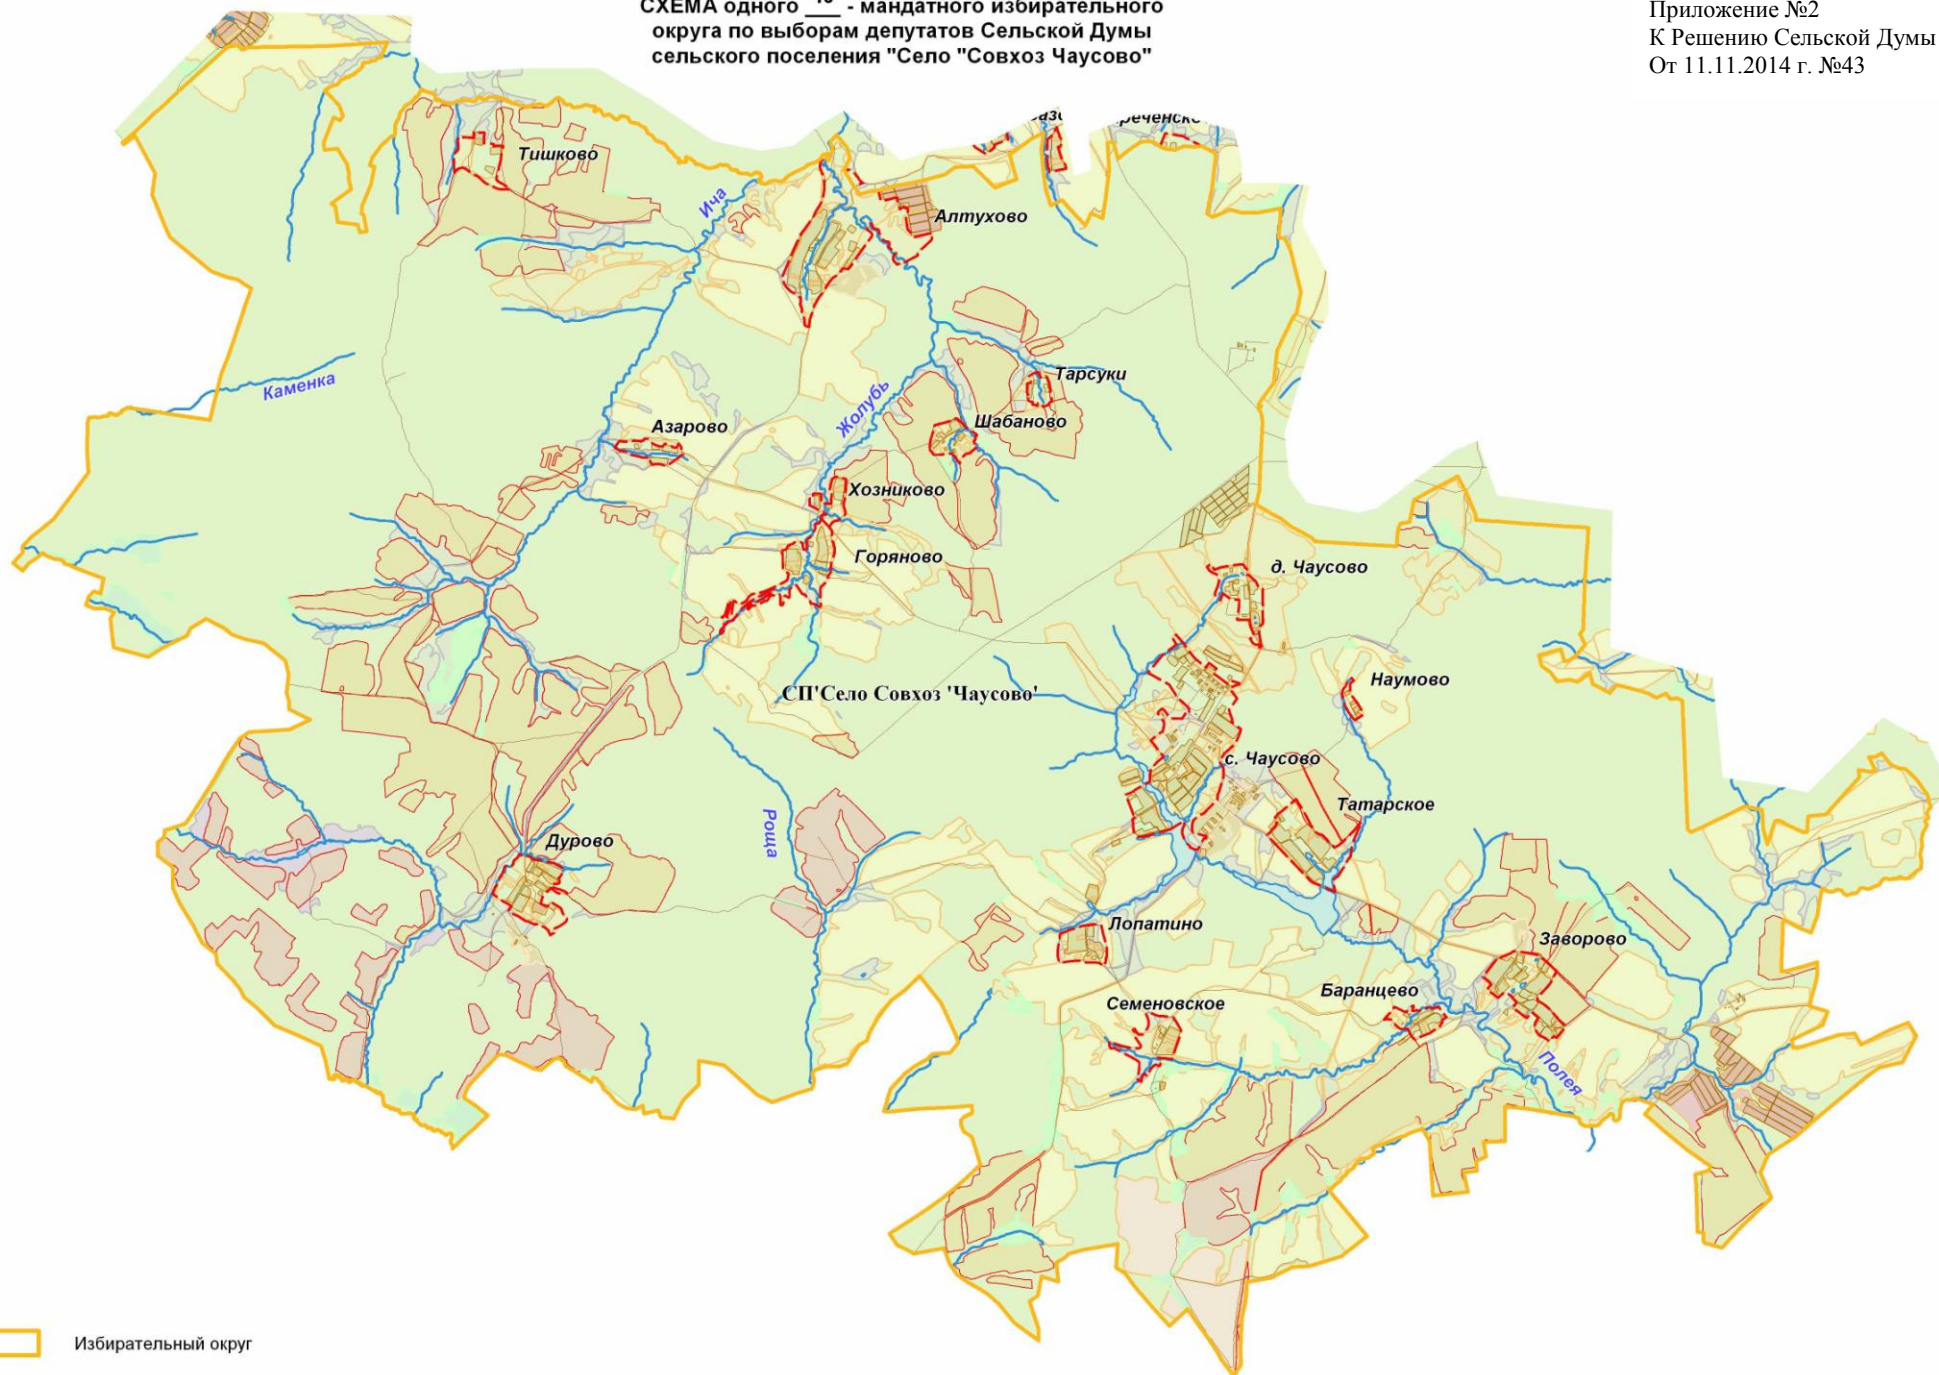 СХЕМА одного - мандатного избирательного
округа по выборам депутатов Сельской Думы
сельского поселения "Село "Совхоз Чаусово"
Приложение №2
К Решению Сельской Думы
От 11.11.2014 г. №43
Тишково
Ича
Алтухово
Каменка
Тарсуки
Жолубь
Шабаново
Азарово
Хозниково
Горяново
д. Чаусово
СП'Село Совхоз 'Чаусово'
Наумово
с. Чаусово
Татарское
Роща
Дурово
Лопатино
Заворово
Баранцево
Семеновское
Полея
Избирательный округ